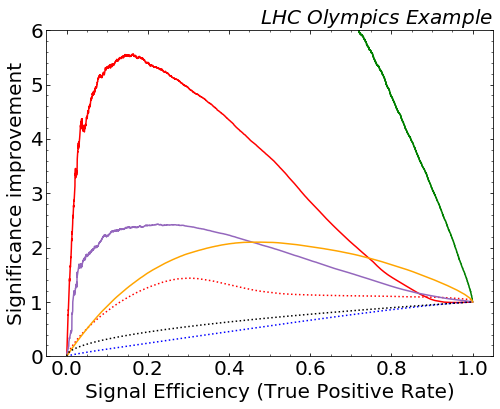 LHC Olympics Example
Significance improvement
6
5
4
3
2
1
0
0.0 0.2 0.4 0.6 0.8 1.0
Signal Efficiency (True Positive Rate)